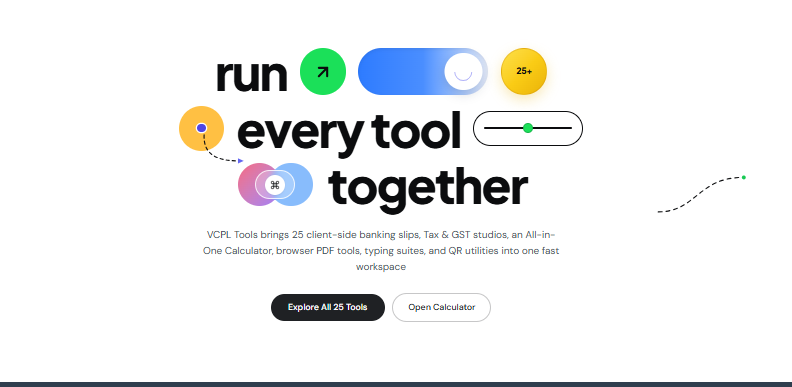 run
25+
every tool
⌘
together
VCPL Tools brings 25 client-side banking slips, Tax & GST studios, an All-in-
One Calculator, browser PDF tools, typing suites, and QR utilities into one fast
workspace
Explore All 25 Tools
Open Calculator